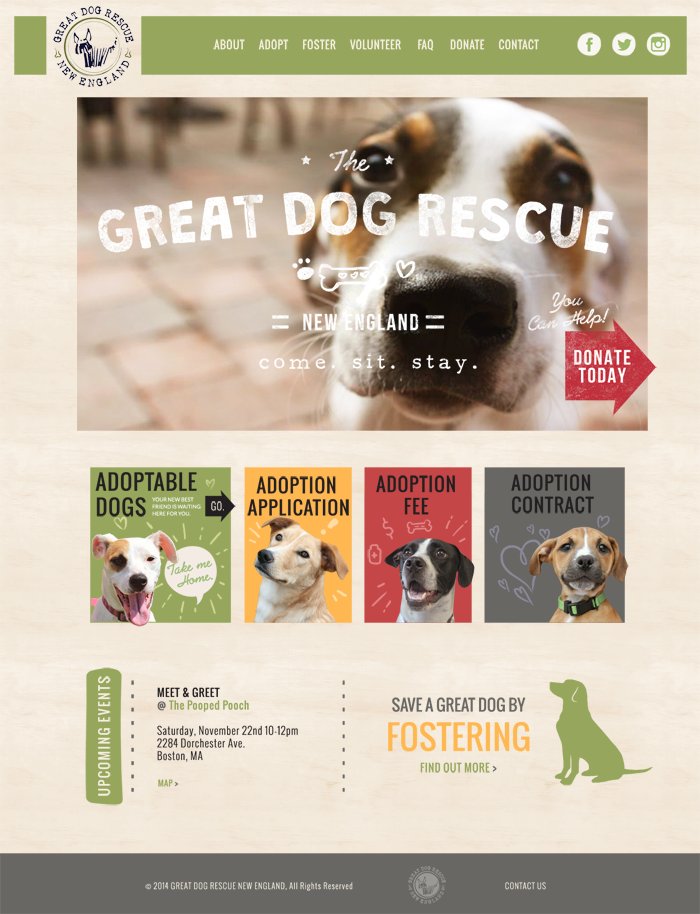 GREAT DOG RESCUE
NEW ENGLAND
ABOUT ADOPT FOSTER VOLUNTEER FAQ DONATE CONTACT
The
GREAT DOG RESCUE
NEW ENGLAND
come. sit. stay.
You
Can Help!
DONATE
TODAY
ADOPTABLE
DOGS
YOUR NEW BEST
FRIEND IS WAITING
HERE FOR YOU.
GO.
Take me
Home.
ADOPTION
APPLICATION
ADOPTION
FEE
ADOPTION
CONTRACT
UPCOMING EVENTS
MEET & GREET
@ The Pooped Pooch
Saturday, November 22nd 10-12pm
2284 Dorchester Ave.
Boston, MA
MAP >
SAVE A GREAT DOG BY
FOSTERING
FIND OUT MORE >
© 2014 GREAT DOG RESCUE NEW ENGLAND, All Rights Reserved
GREAT DOG RESCUE
NEW ENGLAND
CONTACT US